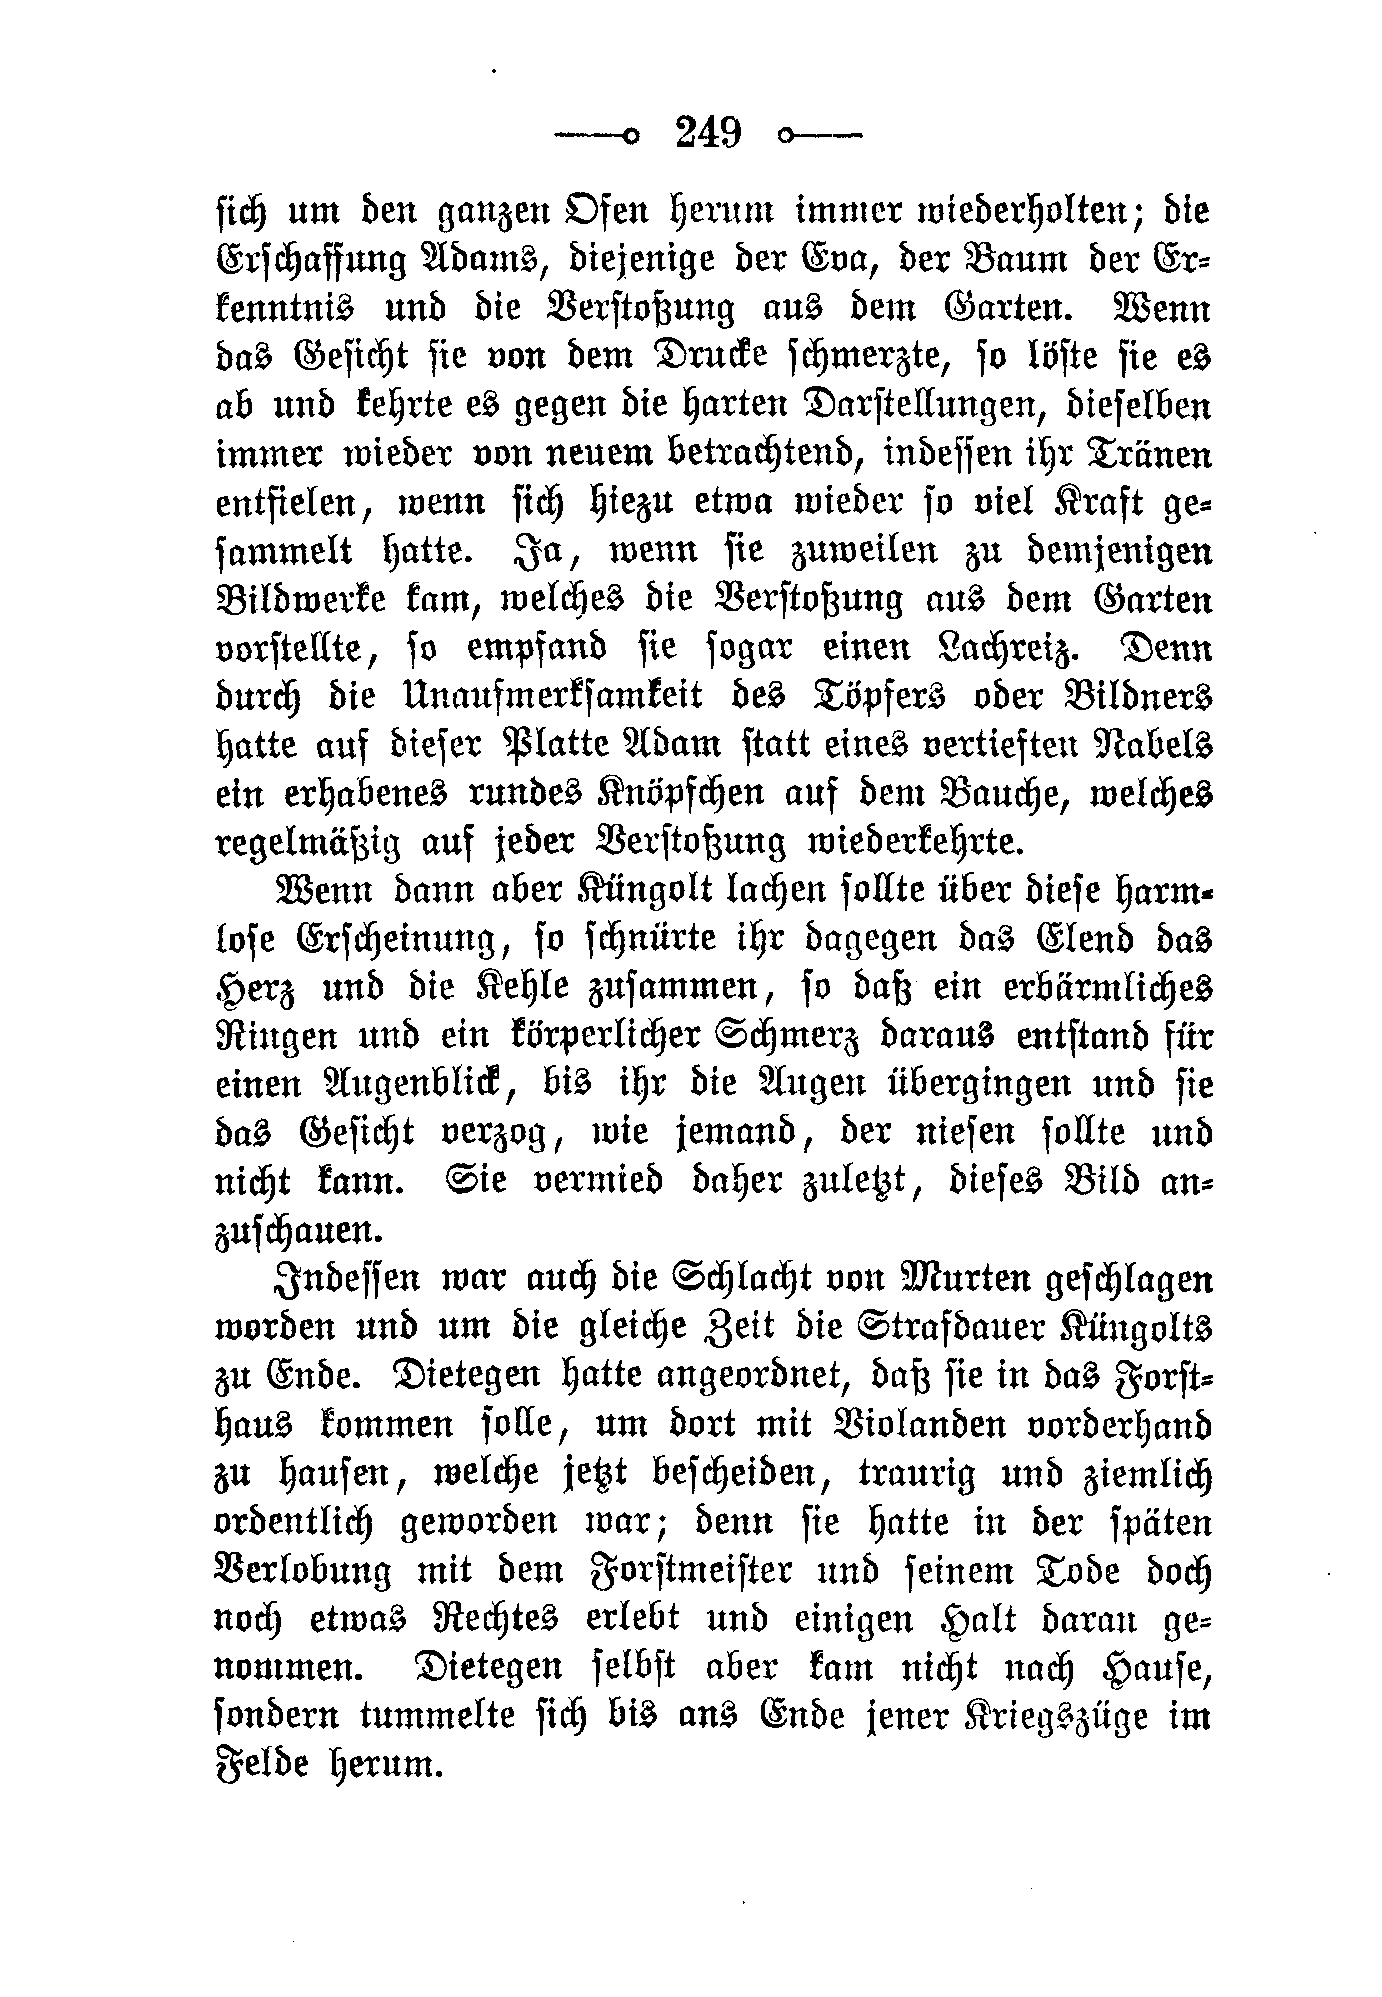 249
sich um den ganzen Ofen herum immer wiederholten; die
Erschaffung Adams, diejenige der Eva, der Baum der Er-
kenntnis und die Verstoßung aus dem Garten. Wenn
das Gesicht sie von dem Drucke schmerzte, so löste sie es
ab und kehrte es gegen die harten Darstellungen, dieselben
immer wieder von neuem betrachtend, indessen ihr Tränen
entfielen, wenn sich hiezu etwa wieder so viel Kraft ge-
sammelt hatte. Ja, wenn sie zuweilen zu demjenigen
Bildwerke kam, welches die Verstoßung aus dem Garten
vorstellte, so empfand sie sogar einen Lachreiz. Denn
durch die Unaufmerksamkeit des Töpfers oder Bildners
hatte auf dieser Platte Adam statt eines vertieften Nabels
ein erhabenes rundes Knöpfchen auf dem Bauche, welches
regelmäßig auf jeder Verstoßung wiederkehrte.
Wenn dann aber Küngolt lachen sollte über diese harm-
lose Erscheinung, so schnürte ihr dagegen das Elend das
Herz und die Kehle zusammen, so daß ein erbärmliches
Ringen und ein körperlicher Schmerz daraus entstand für
einen Augenblick, bis ihr die Augen übergingen und sie
das Gesicht verzog, wie jemand, der niesen sollte und
nicht kann. Sie vermied daher zuletzt, dieses Bild an-
zuschauen.
Indessen war auch die Schlacht von Murten geschlagen
worden und um die gleiche Zeit die Strafdauer Küngolts
zu Ende. Dietegen hatte angeordnet, daß sie in das Forst-
haus kommen solle, um dort mit Violanden vorderhand
zu hausen, welche jetzt bescheiden, traurig und ziemlich
ordentlich geworden war; denn sie hatte in der späten
Verlobung mit dem Forstmeister und seinem Tode doch
noch etwas Rechtes erlebt und einigen Halt daran ge-
nommen. Dietegen selbst aber kam nicht nach Hause,
sondern tummelte sich bis ans Ende jener Kriegszüge im
Felde herum.